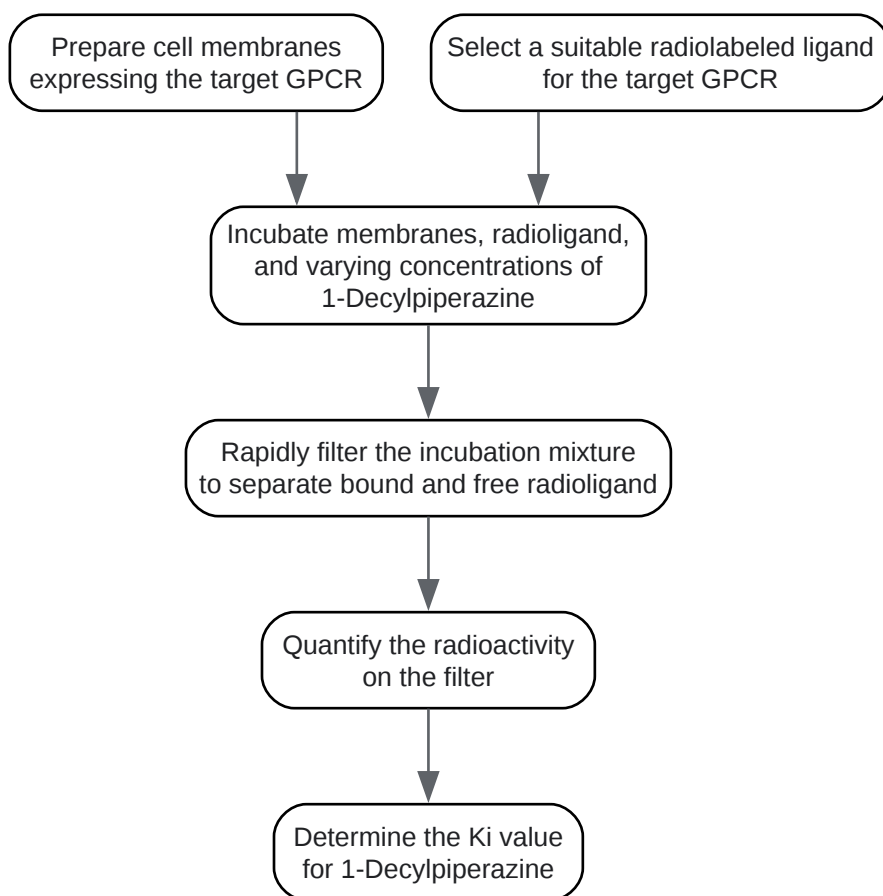 Prepare cell membranes
expressing the target GPCR
Select a suitable radiolabeled ligand
for the target GPCR
Incubate membranes, radioligand,
and varying concentrations of
1-Decylpiperazine
Rapidly filter the incubation mixture
to separate bound and free radioligand
Quantify the radioactivity
on the filter
Determine the Ki value
for 1-Decylpiperazine